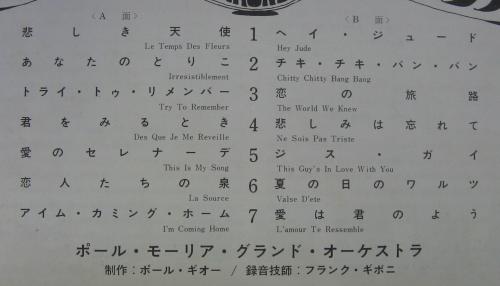 〈A 面〉
悲しき天使
Le Temps Des Fleurs
あなたのとりこ
Irresistiblement
トライ・トゥ・リメンバー
Try To Remember
君をみるとき
Des Que Je Me Reveille
愛のセレナーデ
This Is My Song
恋人たちの泉
La Source
アイム・カミング・ホーム
I'm Coming Home
1
2
3
4
5
6
7
〈B 面〉
ヘイ・ジュード
Hey Jude
チキ・チキ・バン・バン
Chitty Chitty Bang Bang
恋の旅路
The World We Knew
悲しみは忘れて
Ne Sois Pas Triste
ジス・ガイ
This Guy's In Love With You
夏の日のワルツ
Valse D'ete
愛は君のよう
L'amour Te Ressemble
ポール・モーリア・グランド・オーケストラ
制作:ポール・ギオー / 録音技師:フランク・ギボニ